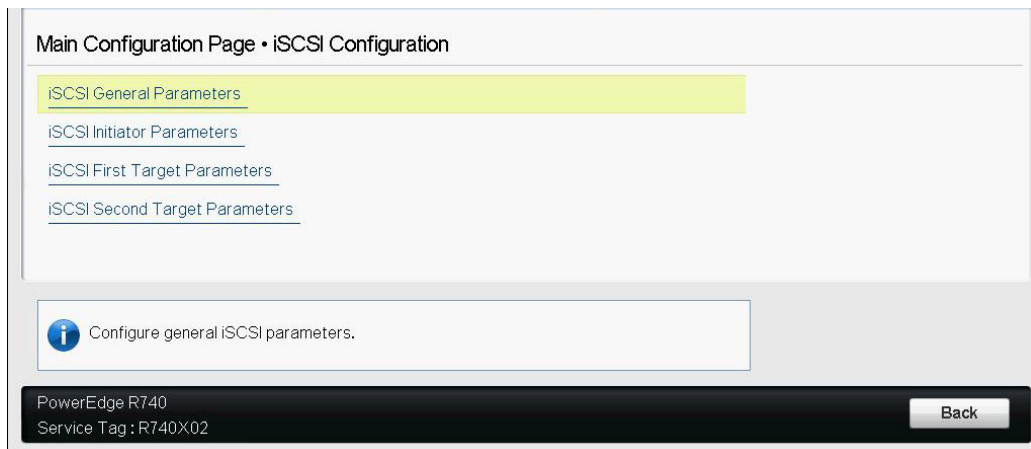 Main Configuration Page • iSCSI Configuration
iSCSI General Parameters
iSCSI Initiator Parameters
iSCSI First Target Parameters
iSCSI Second Target Parameters
Configure general iSCSI parameters.
PowerEdge R740
Service Tag : R740X02
Back